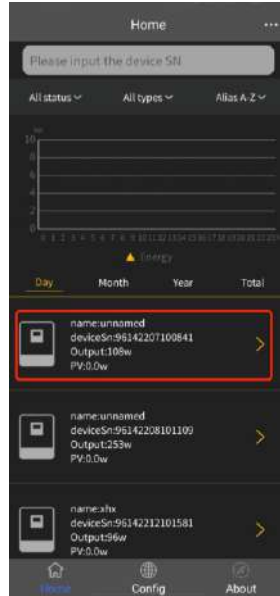 Home
Please input the device SN
All status All types Alias A-Z
10
8
6
4
2
0
Energy
Day Month Year Total
name:unnamed
deviceSn:96142207100841
Output:108w
PV:0.0w
name:unnamed
deviceSn:96142208101109
Output:253w
PV:0.0w
name:xhx
deviceSn:96142212101581
Output:96w
PV:0.0w
Home Config About